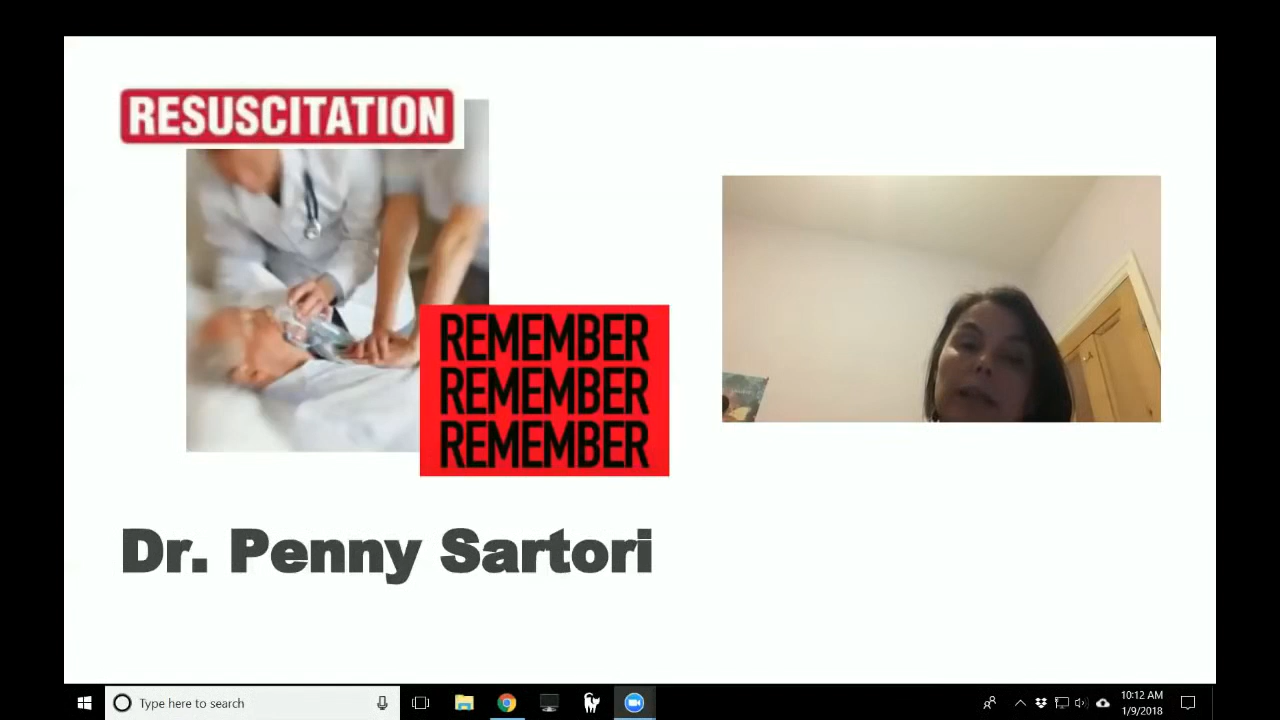 RESUSCITATION
REMEMBER
REMEMBER
REMEMBER
Dr. Penny Sartori
Type here to search
10:12 AM
1/9/2018